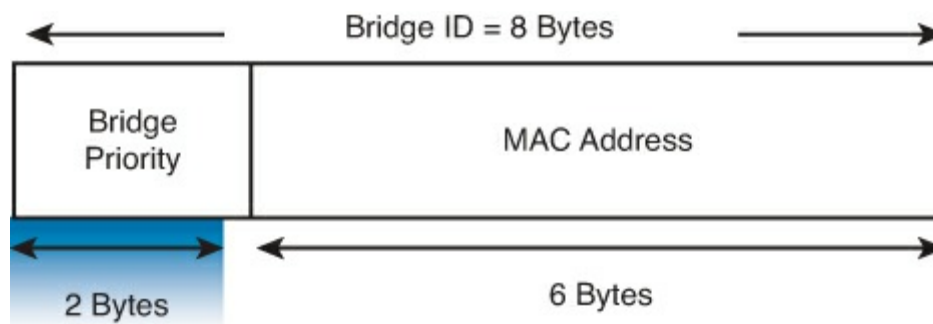 Bridge ID = 8 Bytes
Bridge
Priority
MAC Address
2 Bytes
6 Bytes